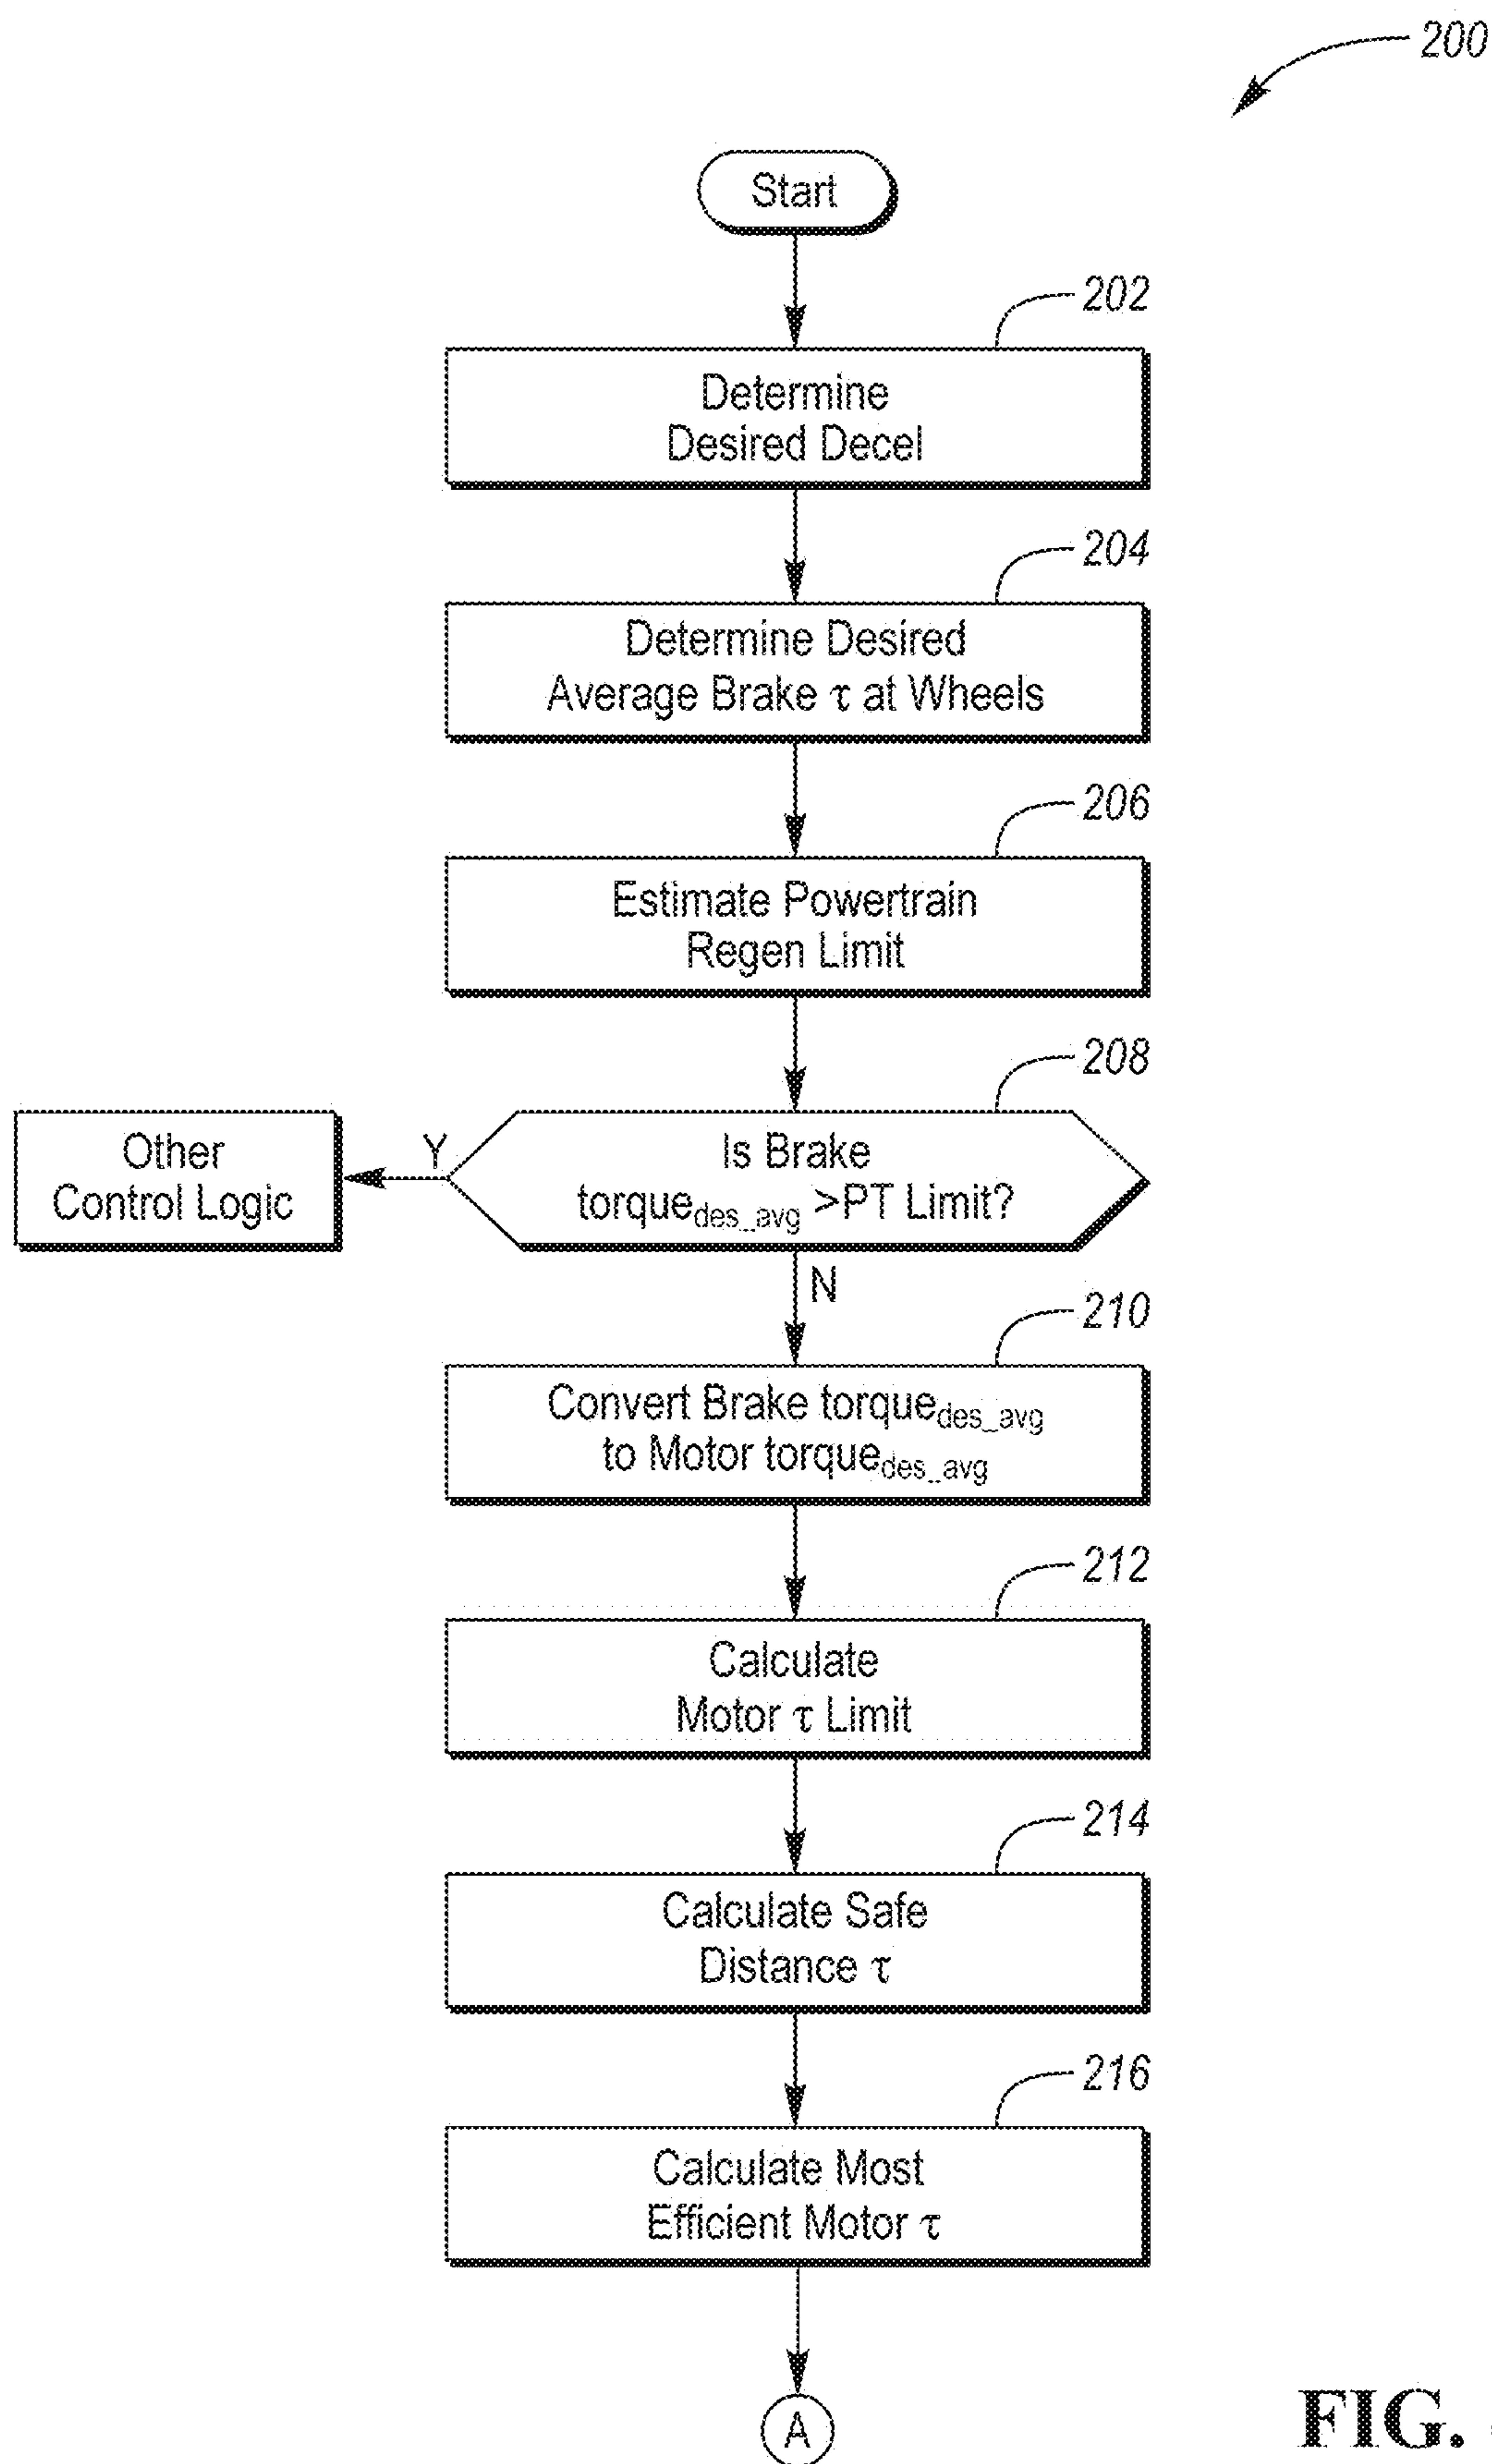 200
Start
202
Determine
Desired Decel
204
Determine Desired
Average Brake τ at Wheels
206
Estimate Powertrain
Regen Limit
208
Is Brake
torquedes_avg >PT Limit?
Y
Other
Control Logic
N
210
Convert Brake torquedes_avg
to Motor torquedes_avg
212
Calculate
Motor τ Limit
214
Calculate Safe
Distance τ
216
Calculate Most
Efficient Motor τ
A
FIG.